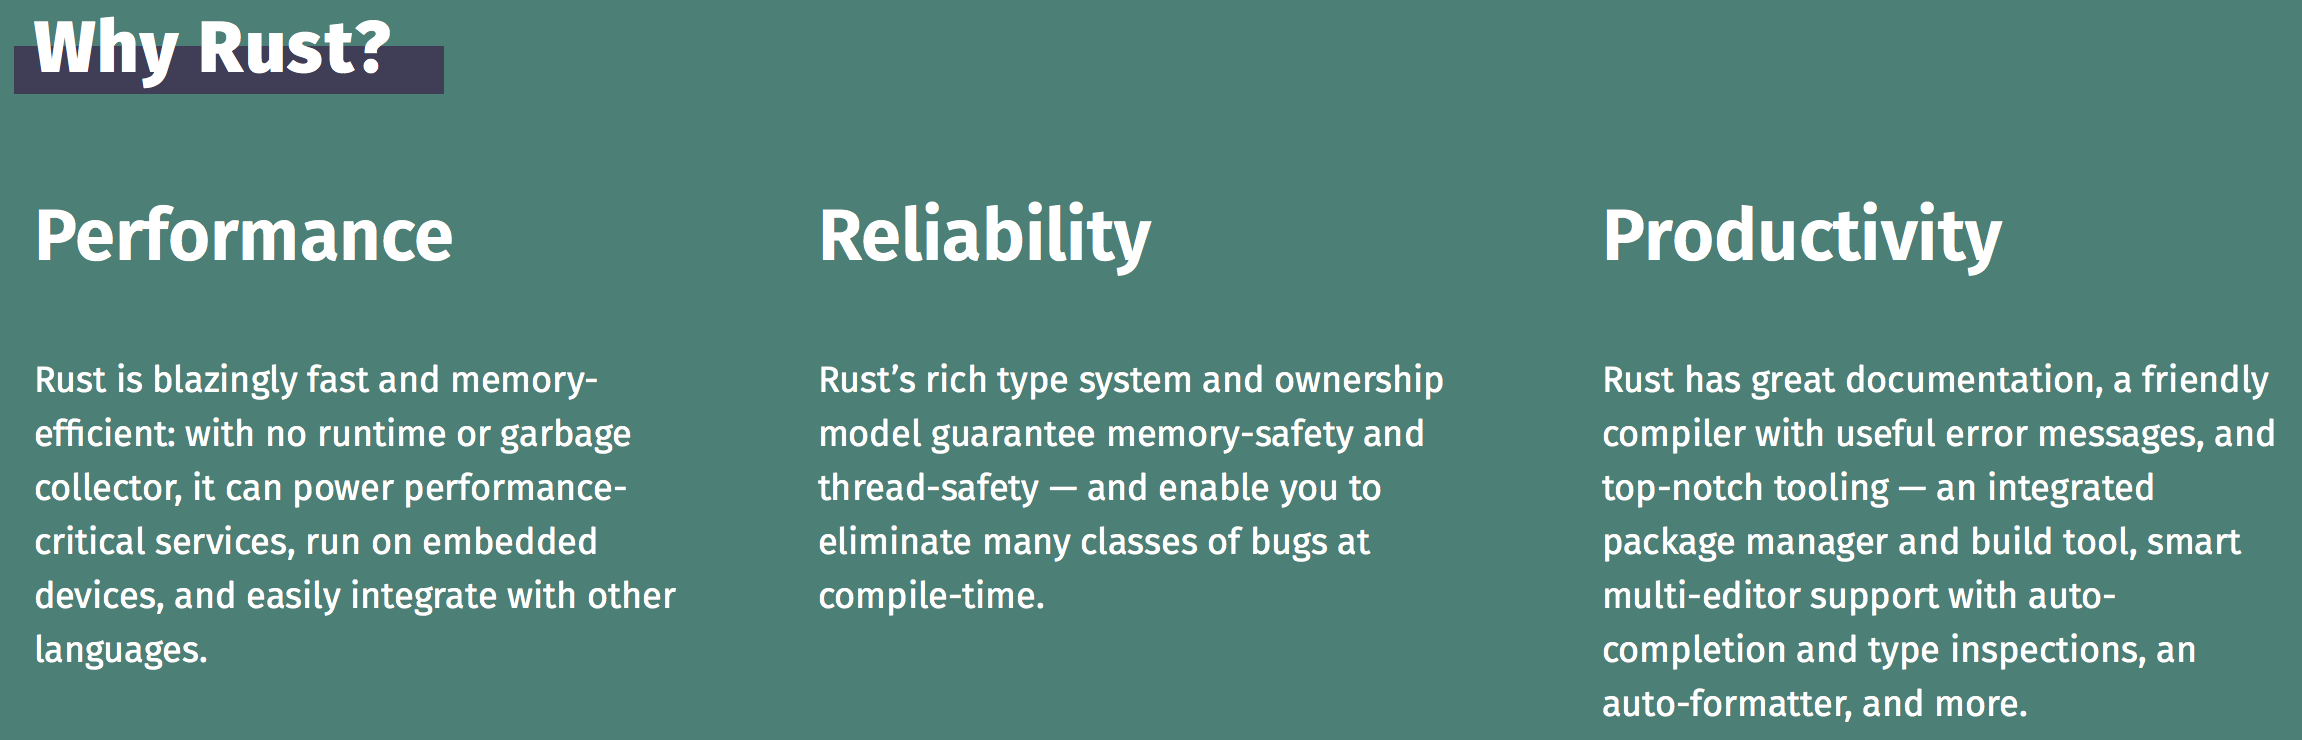 Why Rust?
Performance
Rust is blazingly fast and memory-
efficient: with no runtime or garbage
collector, it can power performance-
critical services, run on embedded
devices, and easily integrate with other
languages.
Reliability
Rust’s rich type system and ownership
model guarantee memory-safety and
thread-safety — and enable you to
eliminate many classes of bugs at
compile-time.
Productivity
Rust has great documentation, a friendly
compiler with useful error messages, and
top-notch tooling — an integrated
package manager and build tool, smart
multi-editor support with auto-
completion and type inspections, an
auto-formatter, and more.